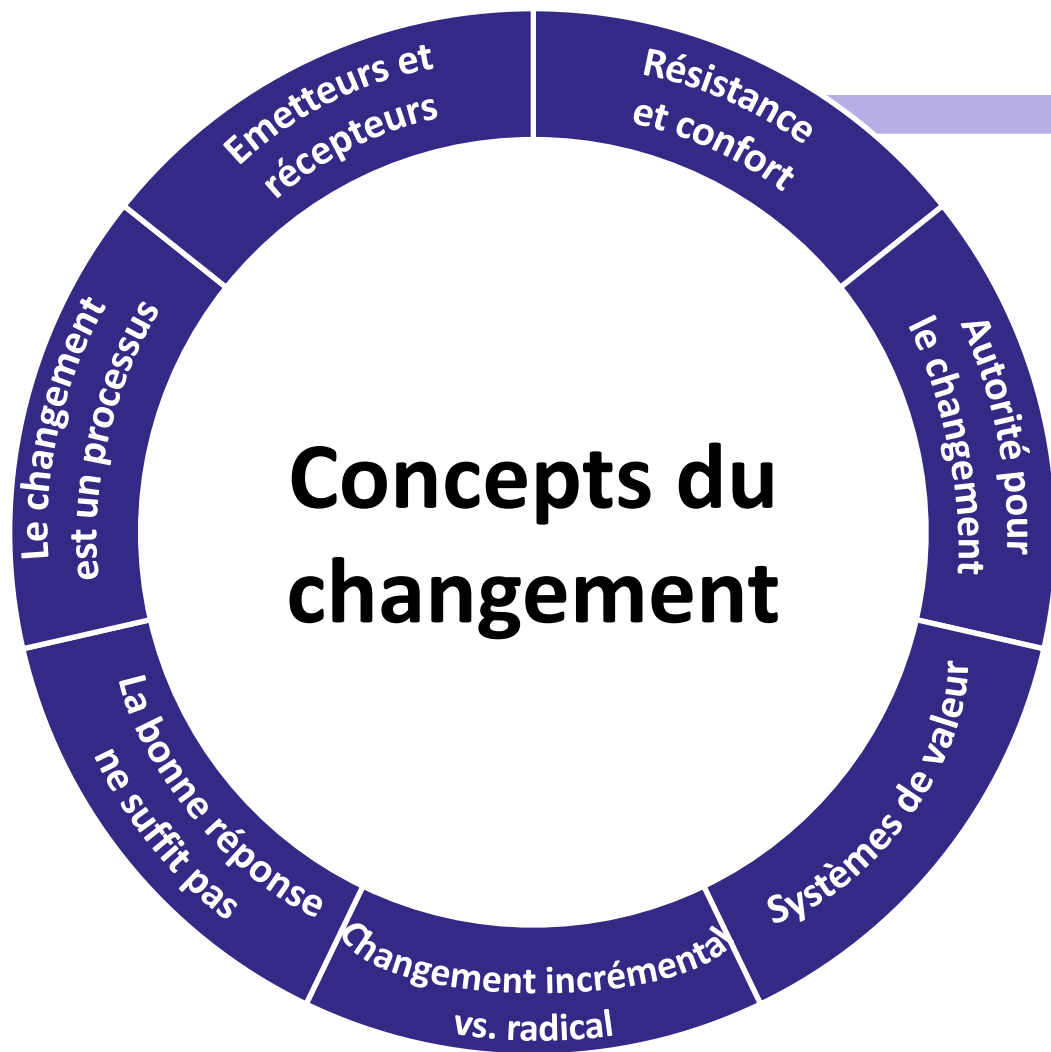 Emetteurs et
récepteurs
Résistance
et confort
Autorité pour
le changement
Systèmes de valeur
Changement incrémental
vs. radical
La bonne réponse
ne suffit pas
Le changement
est un processus
Concepts du
changement